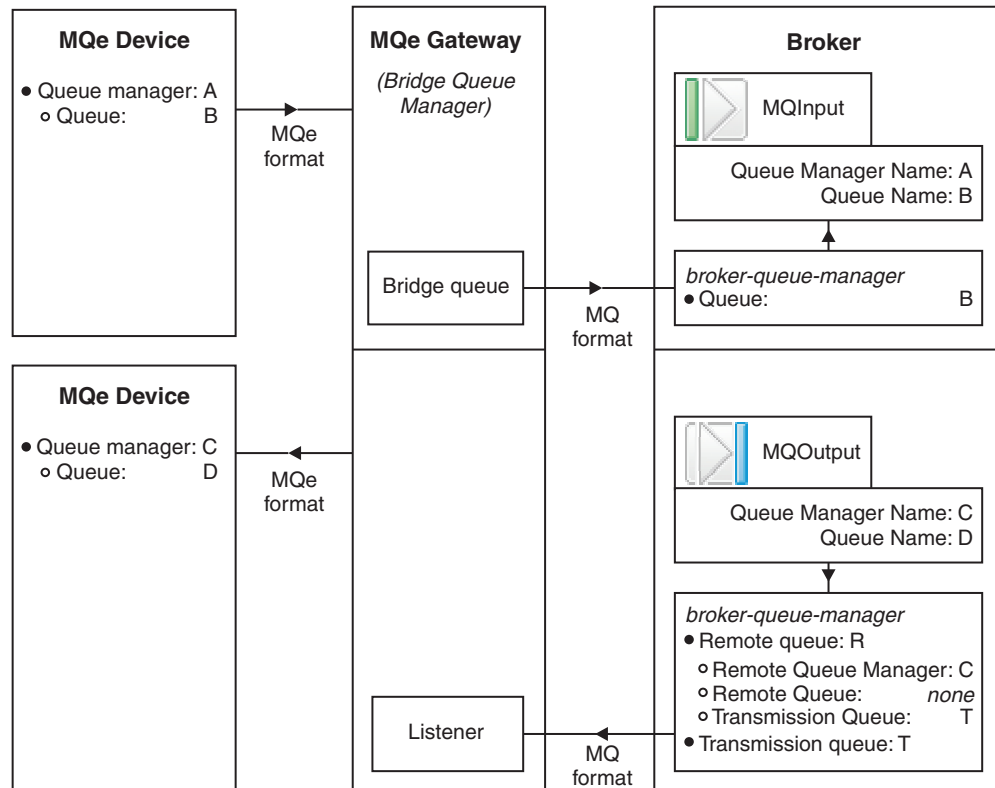 MQe Device
● Queue manager: A
○ Queue: B
MQe
format
MQe Gateway
(Bridge Queue
Manager)
Bridge queue
MQ
format
Broker
MQInput
Queue Manager Name: A
Queue Name: B
broker-queue-manager
● Queue: B
MQe Device
● Queue manager: C
○ Queue: D
MQe
format
Listener
MQ
format
MQOutput
Queue Manager Name: C
Queue Name: D
broker-queue-manager
● Remote queue: R
○ Remote Queue Manager: C
○ Remote Queue: none
○ Transmission Queue: T
● Transmission queue: T